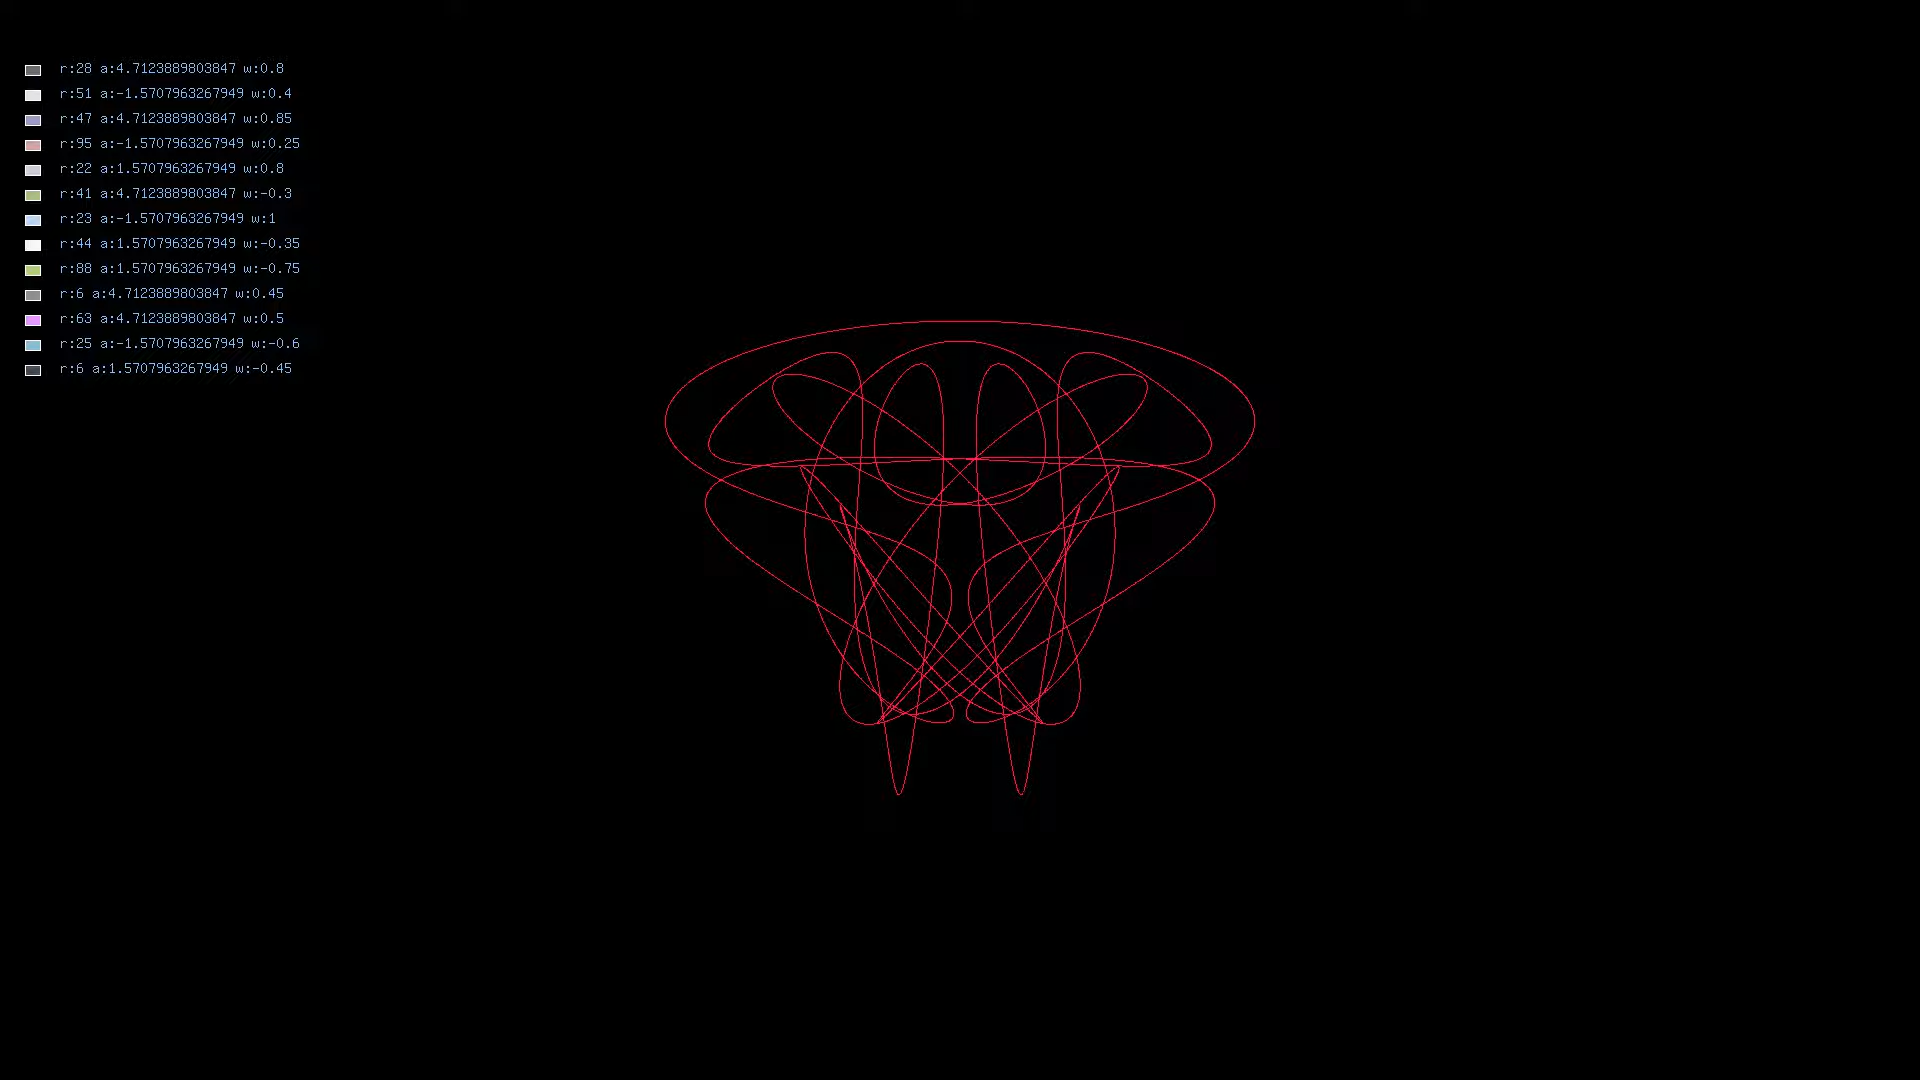 r:28 a:4.7123889803847 w:0.8
r:51 a:-1.5707963267949 w:0.4
r:47 a:4.7123889803847 w:0.85
r:95 a:-1.5707963267949 w:0.25
r:22 a:1.5707963267949 w:0.8
r:41 a:4.7123889803847 w:-0.3
r:23 a:-1.5707963267949 w:1
r:44 a:1.5707963267949 w:-0.35
r:88 a:1.5707963267949 w:-0.75
r:6 a:4.7123889803847 w:0.45
r:63 a:4.7123889803847 w:0.5
r:25 a:-1.5707963267949 w:-0.6
r:6 a:1.5707963267949 w:-0.45